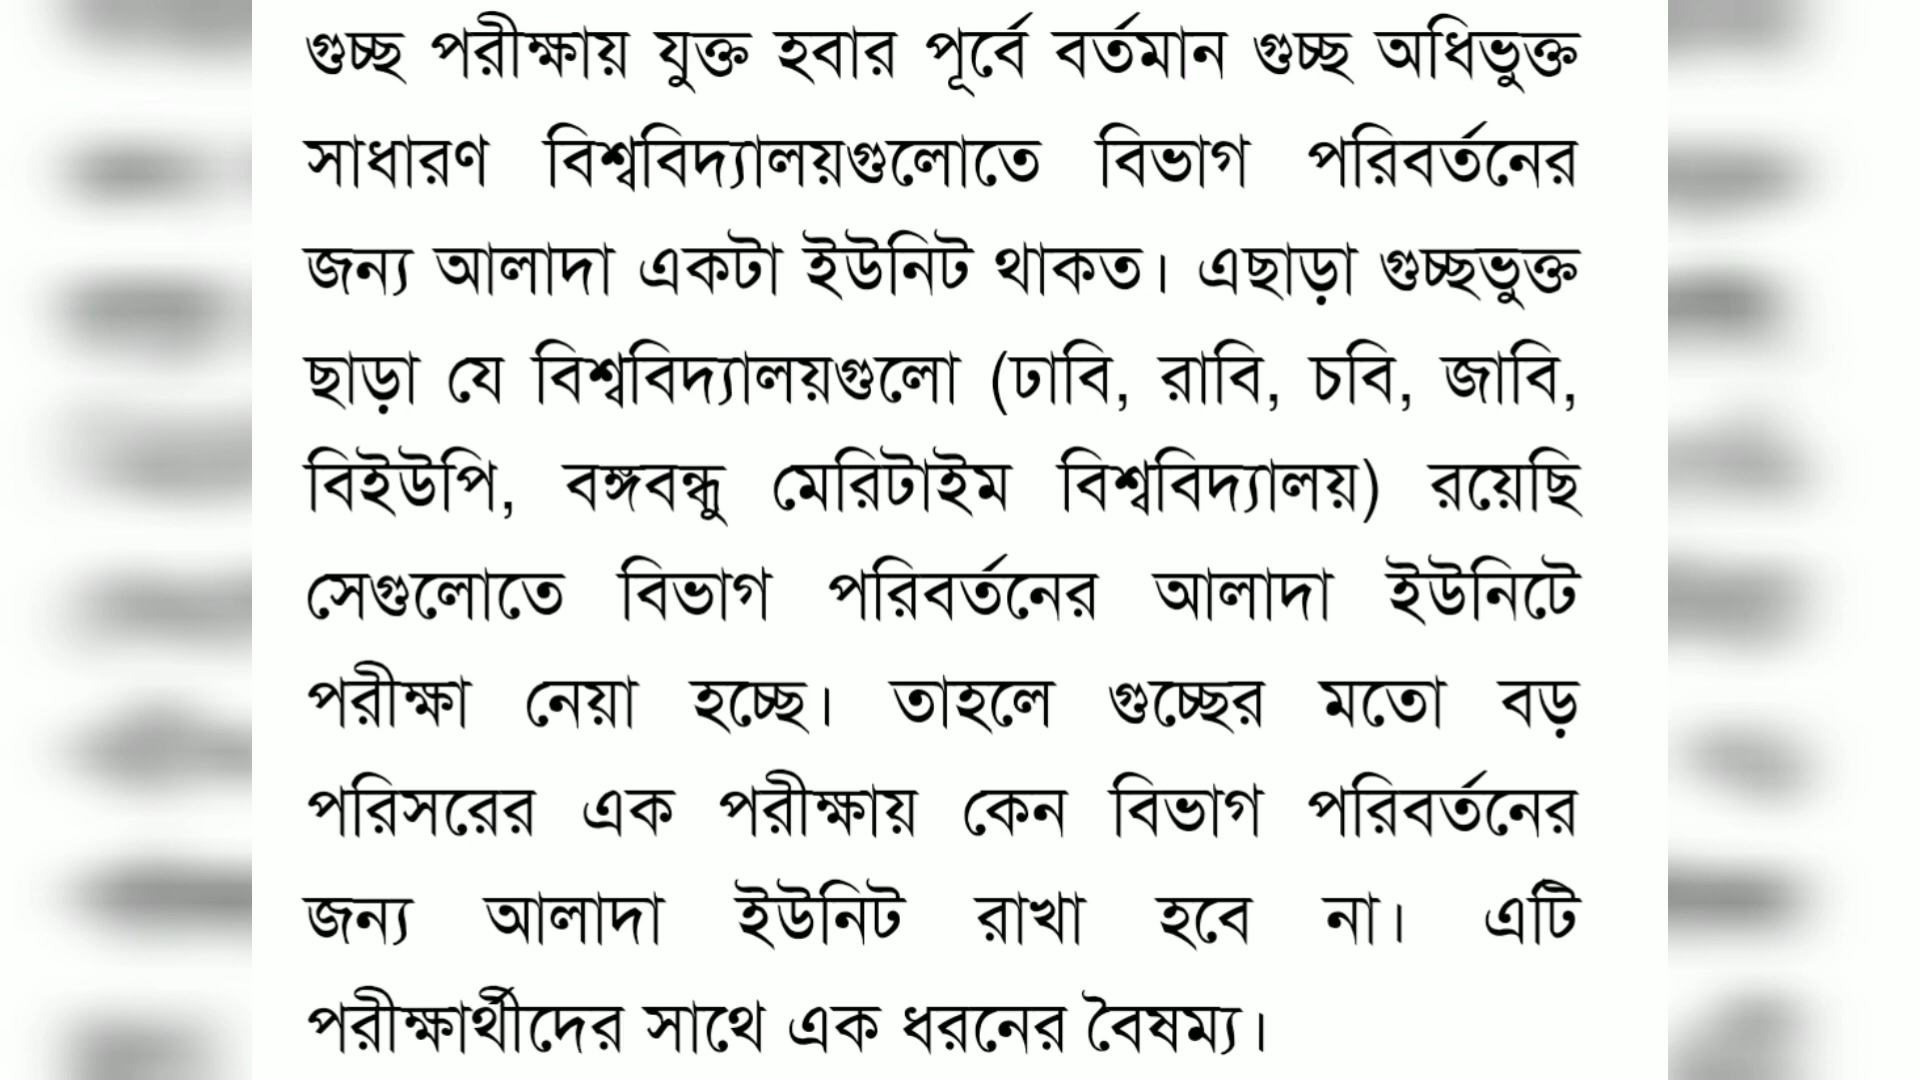 গুচ্ছ পরীক্ষায় যুক্ত হবার পূর্বে বর্তমান গুচ্ছ অধিভুক্ত
সাধারণ বিশ্ববিদ্যালয়গুলোতে বিভাগ পরিবর্তনের
জন্য আলাদা একটা ইউনিট থাকত। এছাড়া গুচ্ছভুক্ত
ছাড়া যে বিশ্ববিদ্যালয়গুলো (ঢাবি, রাবি, চবি, জাবি,
বিইউপি, বঙ্গবন্ধু মেরিটাইম বিশ্ববিদ্যালয়) রয়েছি
সেগুলোতে বিভাগ পরিবর্তনের আলাদা ইউনিটে
পরীক্ষা নেয়া হচ্ছে। তাহলে গুচ্ছের মতো বড়
পরিসরের এক পরীক্ষায় কেন বিভাগ পরিবর্তনের
জন্য আলাদা ইউনিট রাখা হবে না। এটি
পরীক্ষার্থীদের সাথে এক ধরনের বৈষম্য।